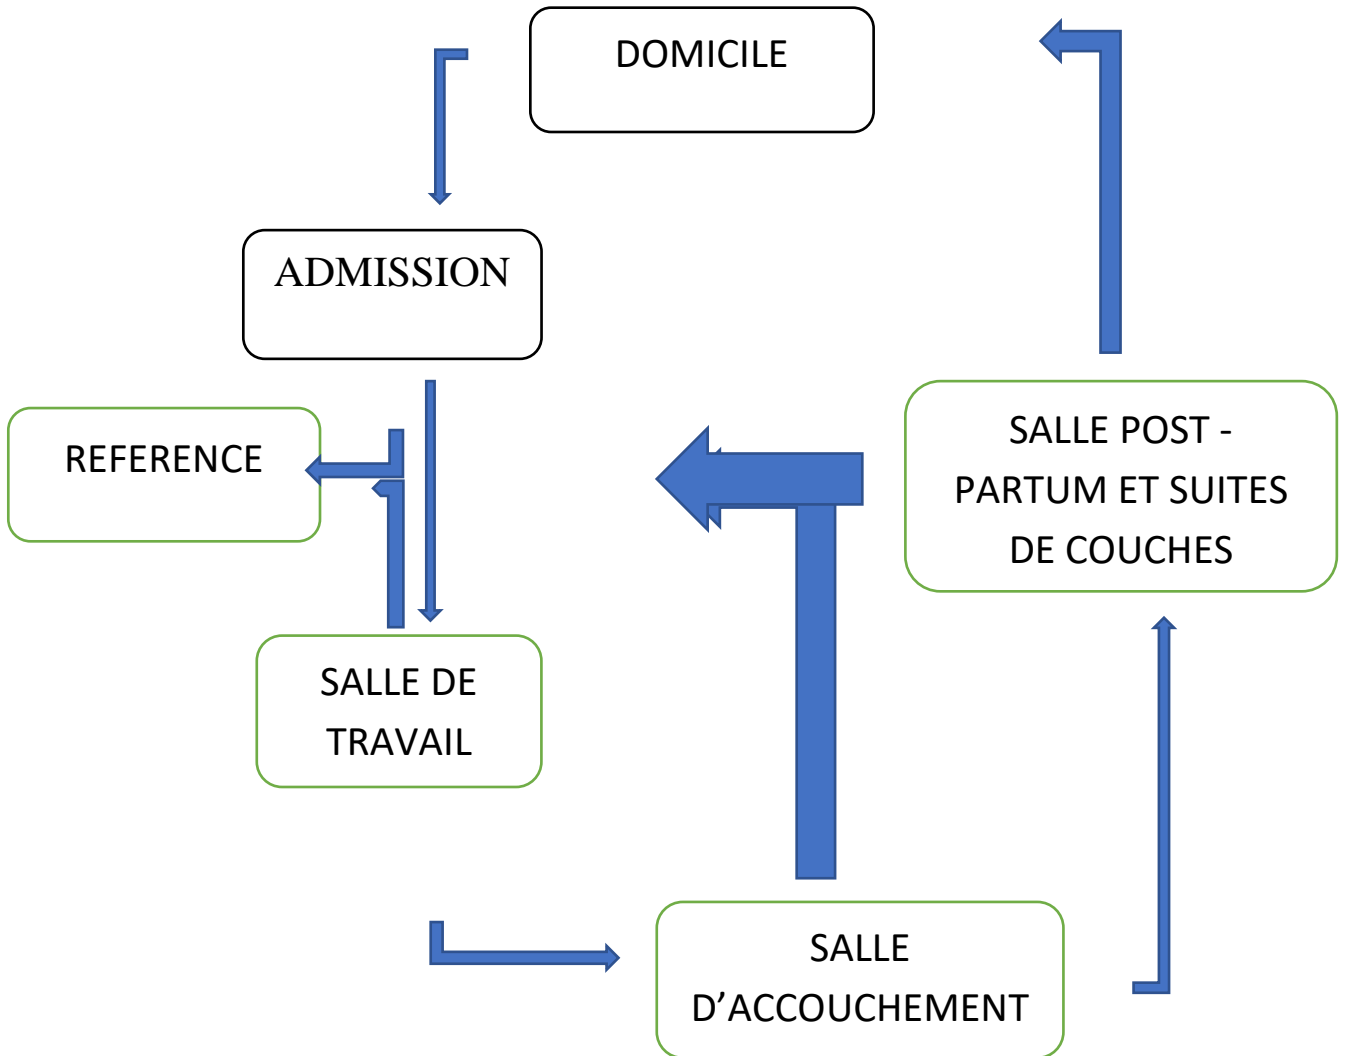 DOMICILE
ADMISSION
REFERENCE
SALLE POST -
PARTUM ET SUITES
DE COUCHES
SALLE DE
TRAVAIL
SALLE
D’ACCOUCHEMENT